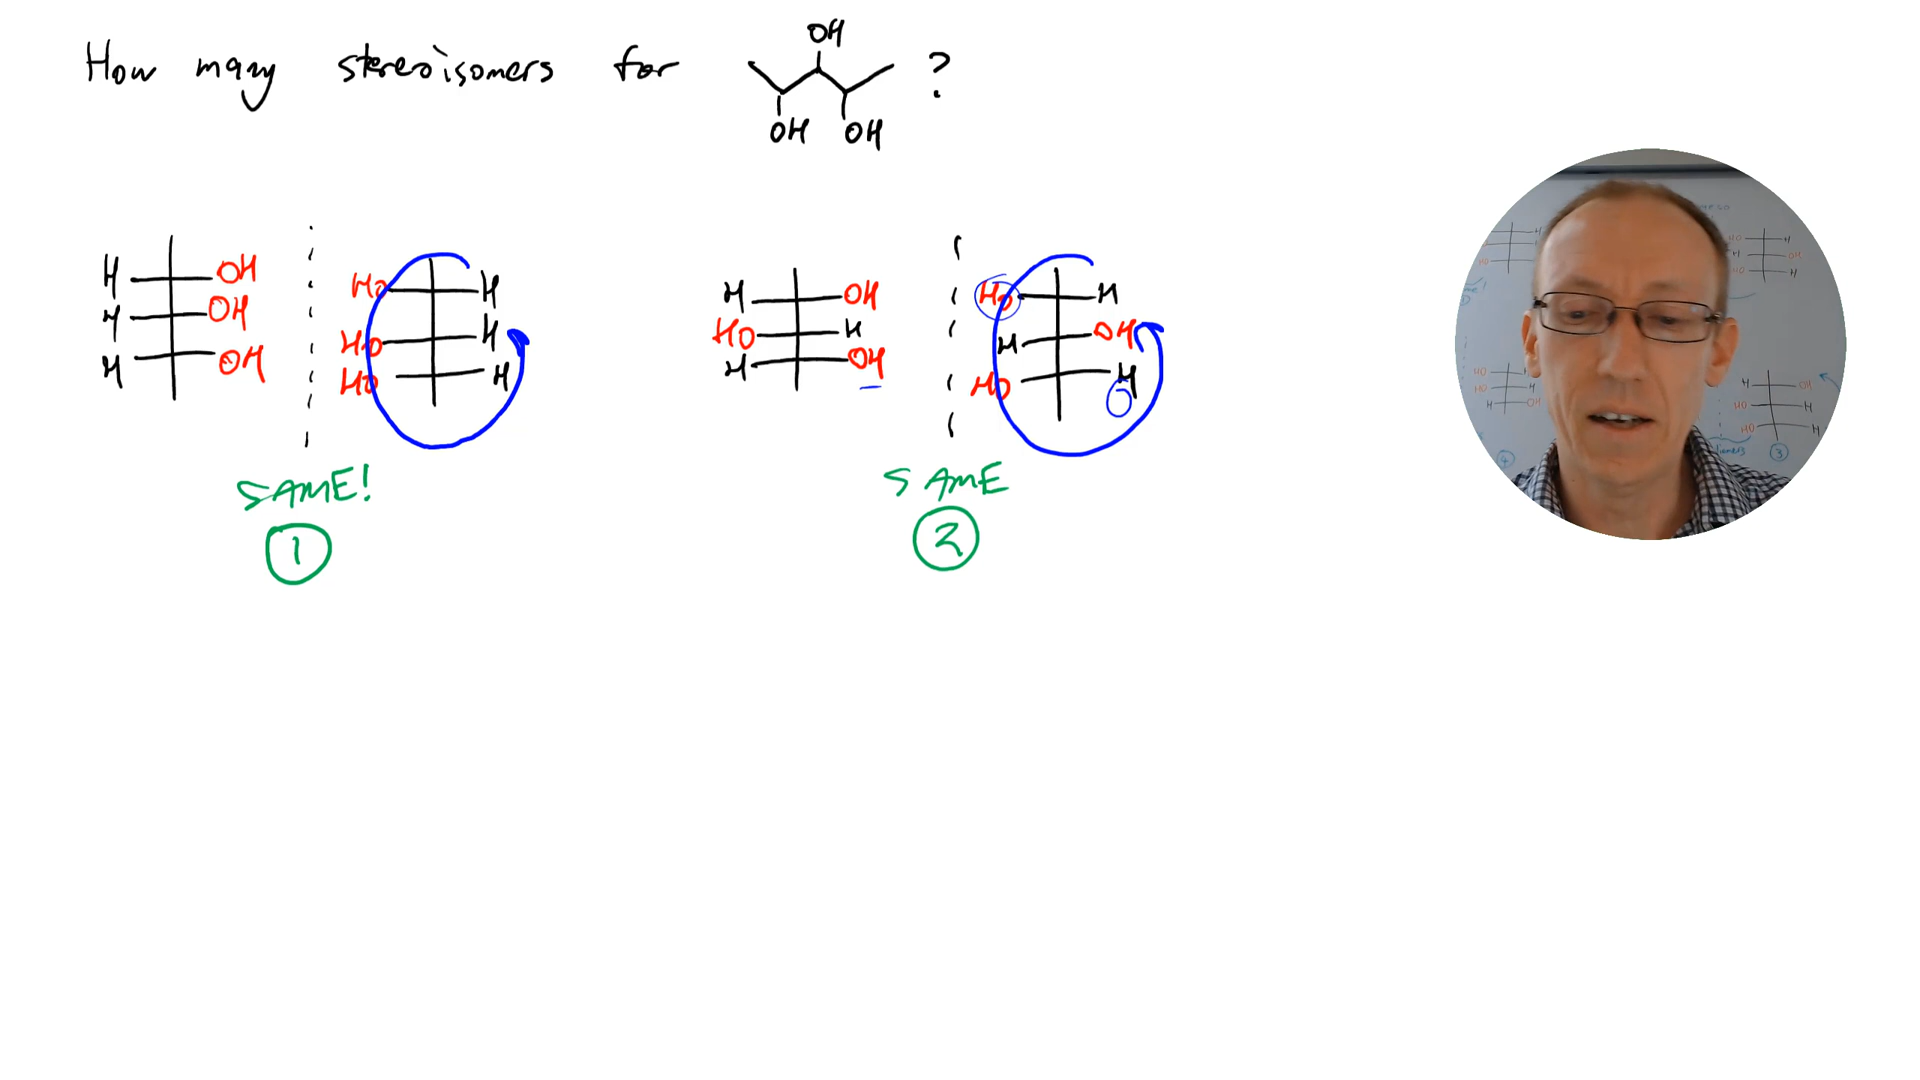 How many stereoisomers for ?
OH
OH OH
H OH HO H
H OH HO H
H OH HO H
SAME!
1
H OH HO H
HO H H OH
H OH HO H
SAME
2